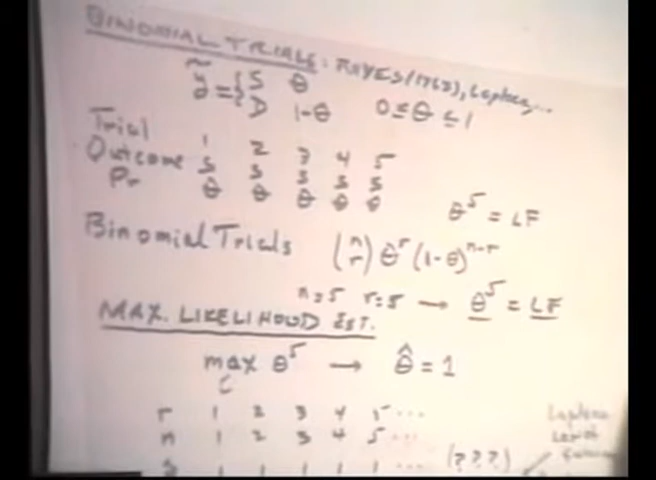 BINOMIAL TRIALS: BAYES (1763), Laplace, ...
ỹ = { S θ
D 1-θ 0 ≤ θ ≤ 1
Trial 1 2 3 4 5
Outcome S S S S S
Pr θ θ θ θ θ
θ^5 = LF
Binomial Trials (n r) θ^r (1-θ)^{n-r}
n=5 r=5 → θ^5 = LF
MAX. LIKELIHOOD EST.
max θ^5 → θ̂ = 1
r 1 2 3 4 5 ...
n 1 2 3 4 5 ...
1 1 1 1 1 ... (???)
Laplace